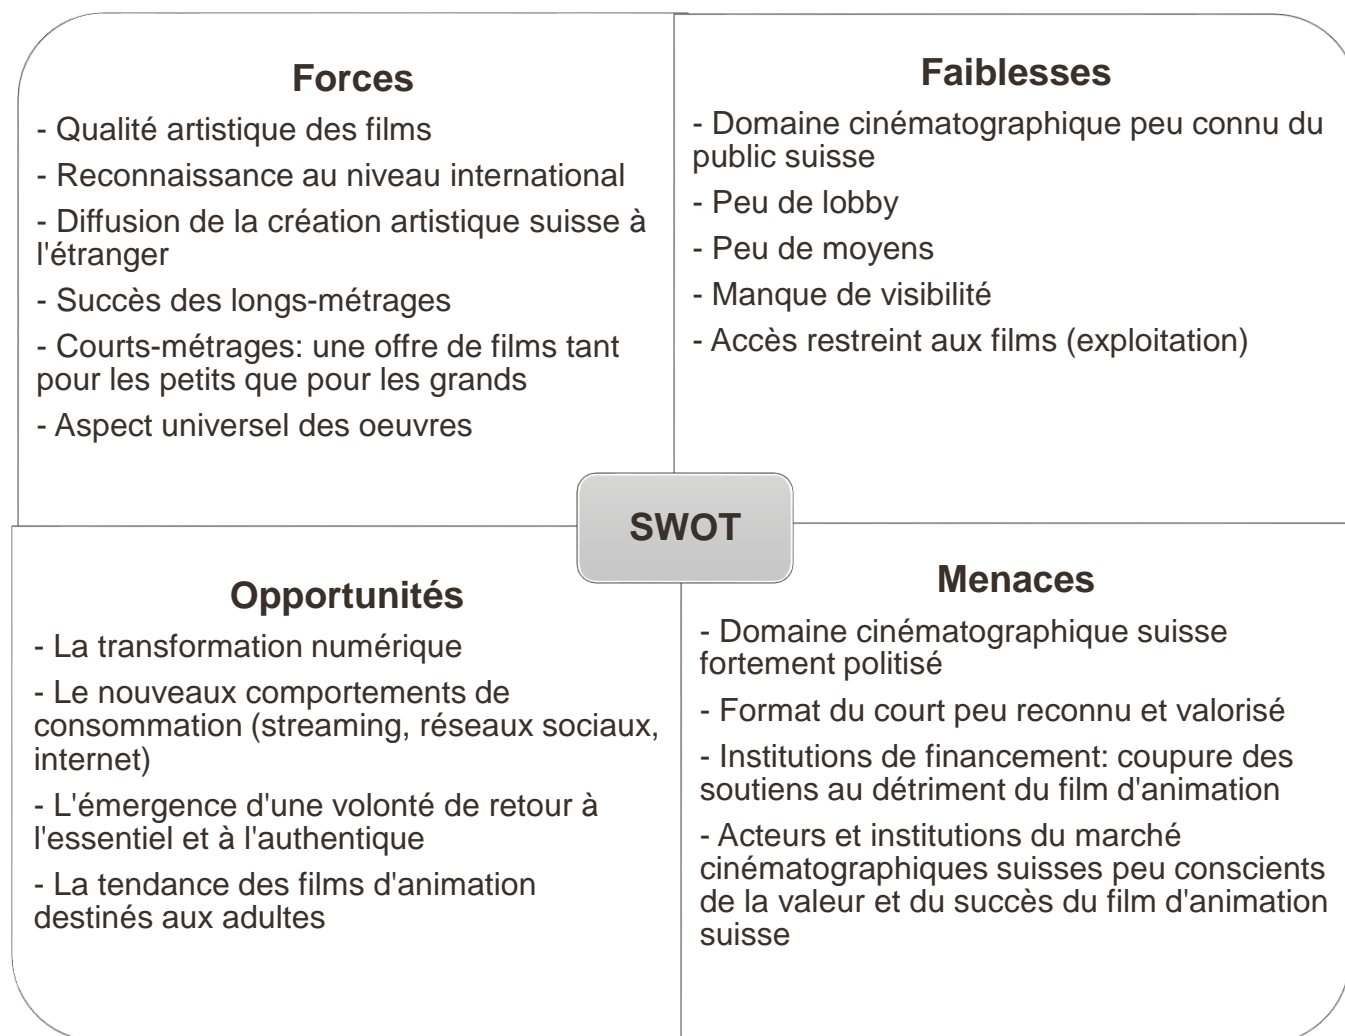 Forces
- Qualité artistique des films
- Reconnaissance au niveau international
- Diffusion de la création artistique suisse à
l'étranger
- Succès des longs-métrages
- Courts-métrages: une offre de films tant
pour les petits que pour les grands
- Aspect universel des oeuvres
Faiblesses
- Domaine cinématographique peu connu du
public suisse
- Peu de lobby
- Peu de moyens
- Manque de visibilité
- Accès restreint aux films (exploitation)
SWOT
Opportunités
- La transformation numérique
- Le nouveaux comportements de
consommation (streaming, réseaux sociaux,
internet)
- L'émergence d'une volonté de retour à
l'essentiel et à l'authentique
- La tendance des films d'animation
destinés aux adultes
Menaces
- Domaine cinématographique suisse
fortement politisé
- Format du court peu reconnu et valorisé
- Institutions de financement: coupure des
soutiens au détriment du film d'animation
- Acteurs et institutions du marché
cinématographiques suisses peu conscients
de la valeur et du succès du film d'animation
suisse